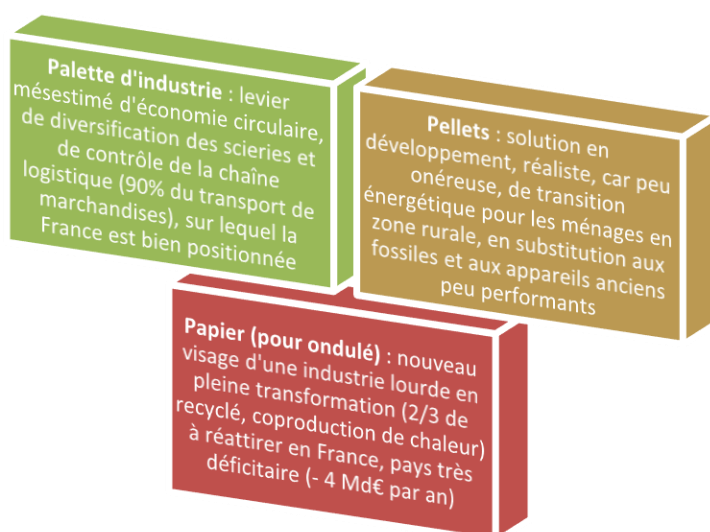 Palette d'industrie : levier
mésestimé d'économie circulaire,
de diversification des scieries et
de contrôle de la chaîne
logistique (90% du transport de
marchandises), sur lequel la
France est bien positionnée
Pellets : solution en
développement, réaliste, car peu
onéreuse, de transition
énergétique pour les ménages en
zone rurale, en substitution aux
fossiles et aux appareils anciens
peu performants
Papier (pour ondulé) : nouveau
visage d'une industrie lourde en
pleine transformation (2/3 de
recyclé, coproduction de chaleur)
à réattirer en France, pays très
déficitaire (- 4 Md€ par an)